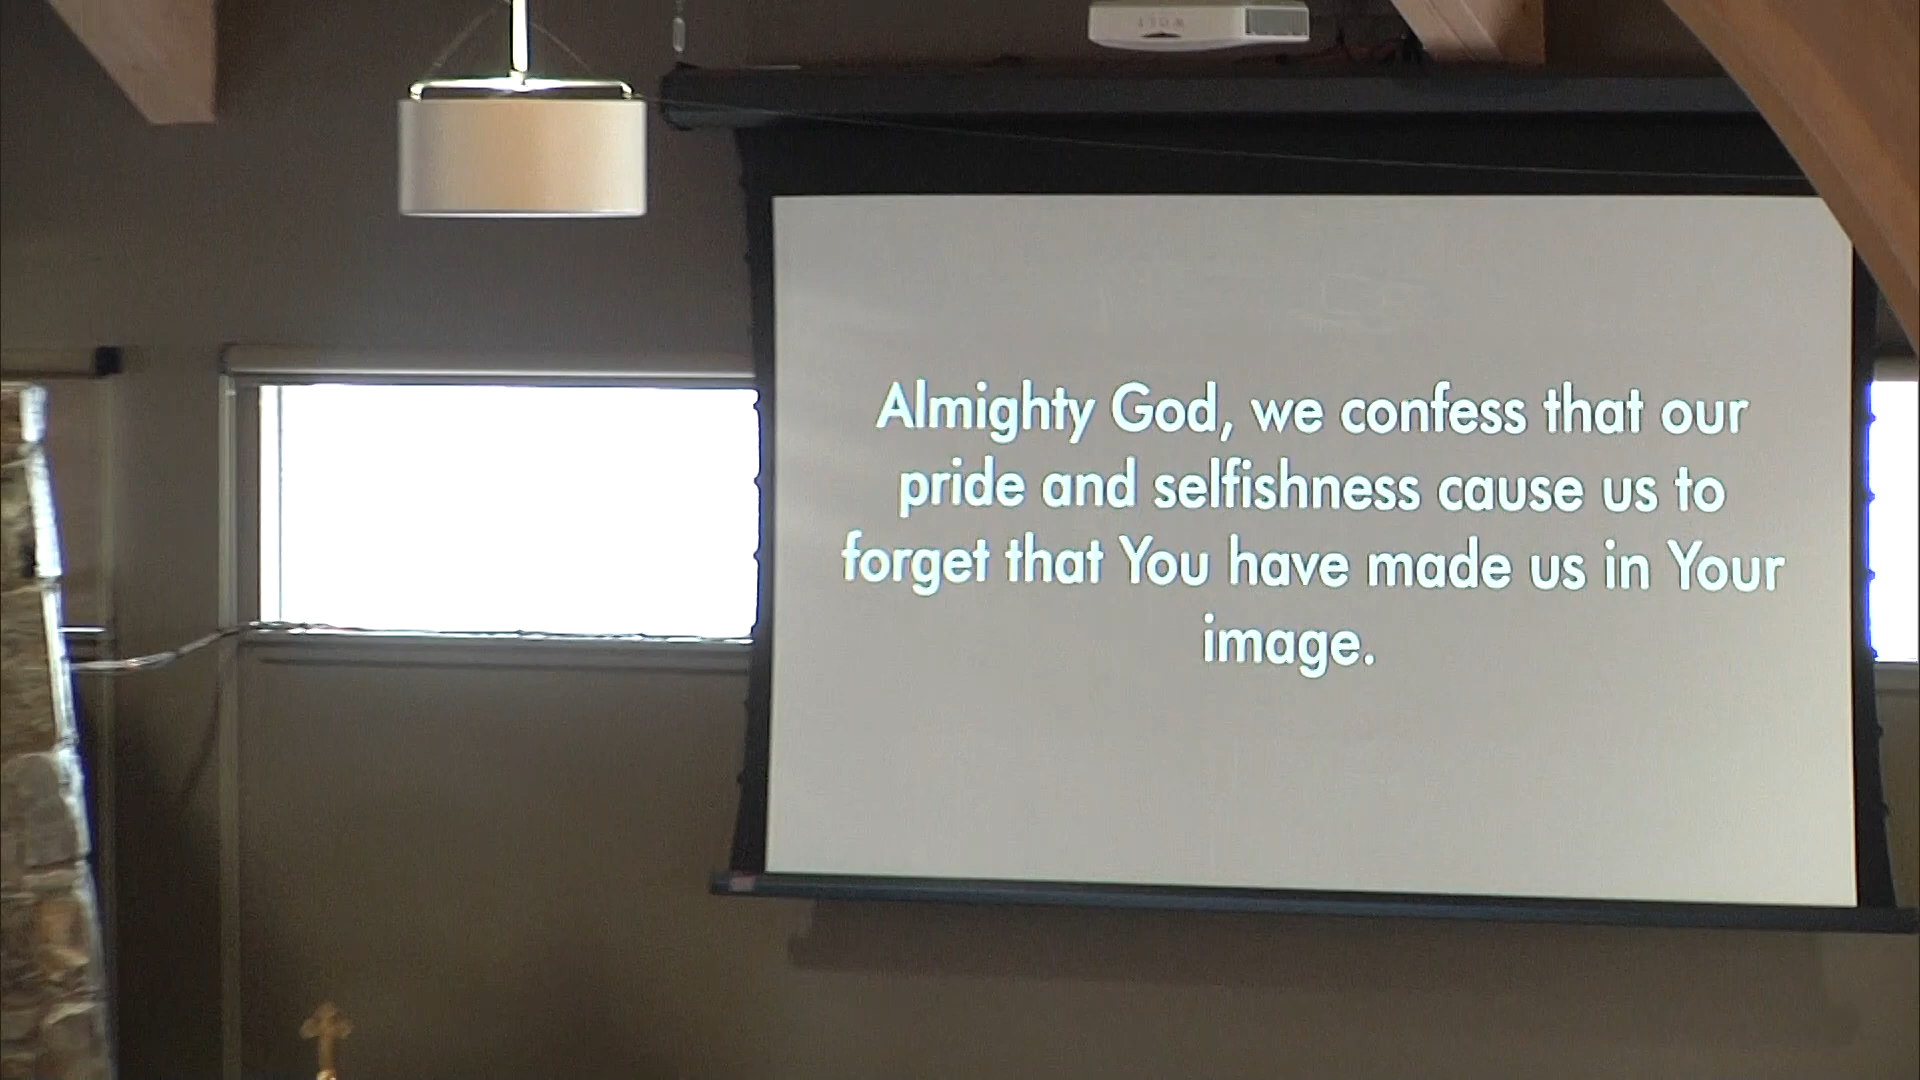 Almighty God, we confess that our
pride and selfishness cause us to
forget that You have made us in Your
image.